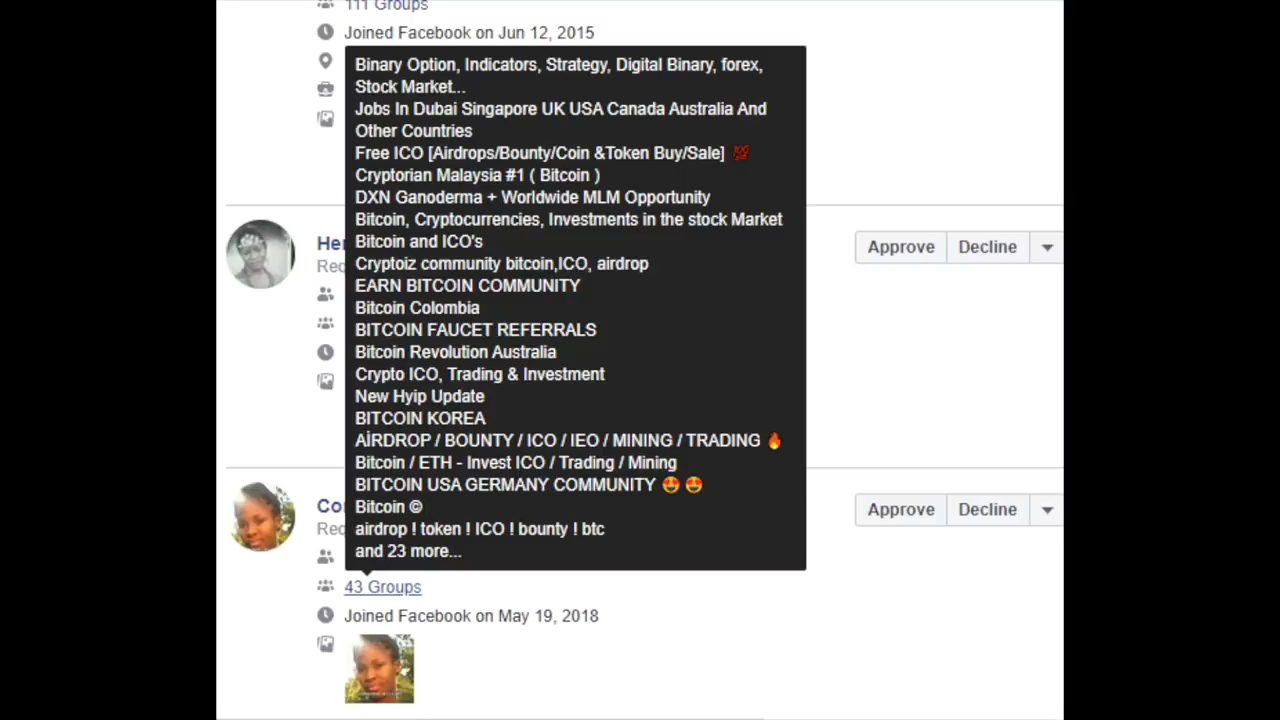 111 Groups
Joined Facebook on Jun 12, 2015
Binary Option, Indicators, Strategy, Digital Binary, forex,
Stock Market...
Jobs In Dubai Singapore UK USA Canada Australia And
Other Countries
Free ICO [Airdrops/Bounty/Coin &Token Buy/Sale] 💯
Cryptorian Malaysia #1 ( Bitcoin )
DXN Ganoderma + Worldwide MLM Opportunity
Bitcoin, Cryptocurrencies, Investments in the stock Market
Bitcoin and ICO's
Cryptoiz community bitcoin,ICO, airdrop
EARN BITCOIN COMMUNITY
Bitcoin Colombia
BITCOIN FAUCET REFERRALS
Bitcoin Revolution Australia
Crypto ICO, Trading & Investment
New Hyip Update
BITCOIN KOREA
AİRDROP / BOUNTY / ICO / IEO / MINING / TRADING 🔥
Bitcoin / ETH - Invest ICO / Trading / Mining
BITCOIN USA GERMANY COMMUNITY 😍 😍
Bitcoin ©
airdrop ! token ! ICO ! bounty ! btc
and 23 more...
Her
Req
Approve Decline
Co
Req
Approve Decline
43 Groups
Joined Facebook on May 19, 2018